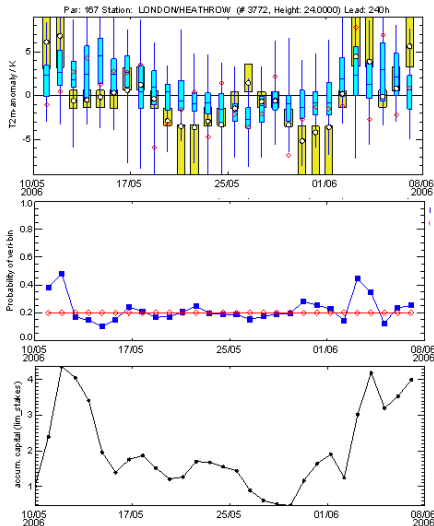 Par: 167 Station: LONDON/HEATHROW (# 3772, Height: 24.0000) Lead: 240h
T2m-anomaly / K
5
0
-5
10/05 17/05 25/05 01/06 08/06
2006 2006
Probability of veri-bin
1.0
0.8
0.6
0.4
0.2
0.0
10/05 17/05 25/05 01/06 08/06
2006 2006
accum. capital (lim_stakes)
4
3
2
1
10/05 17/05 25/05 01/06 08/06
2006 2006